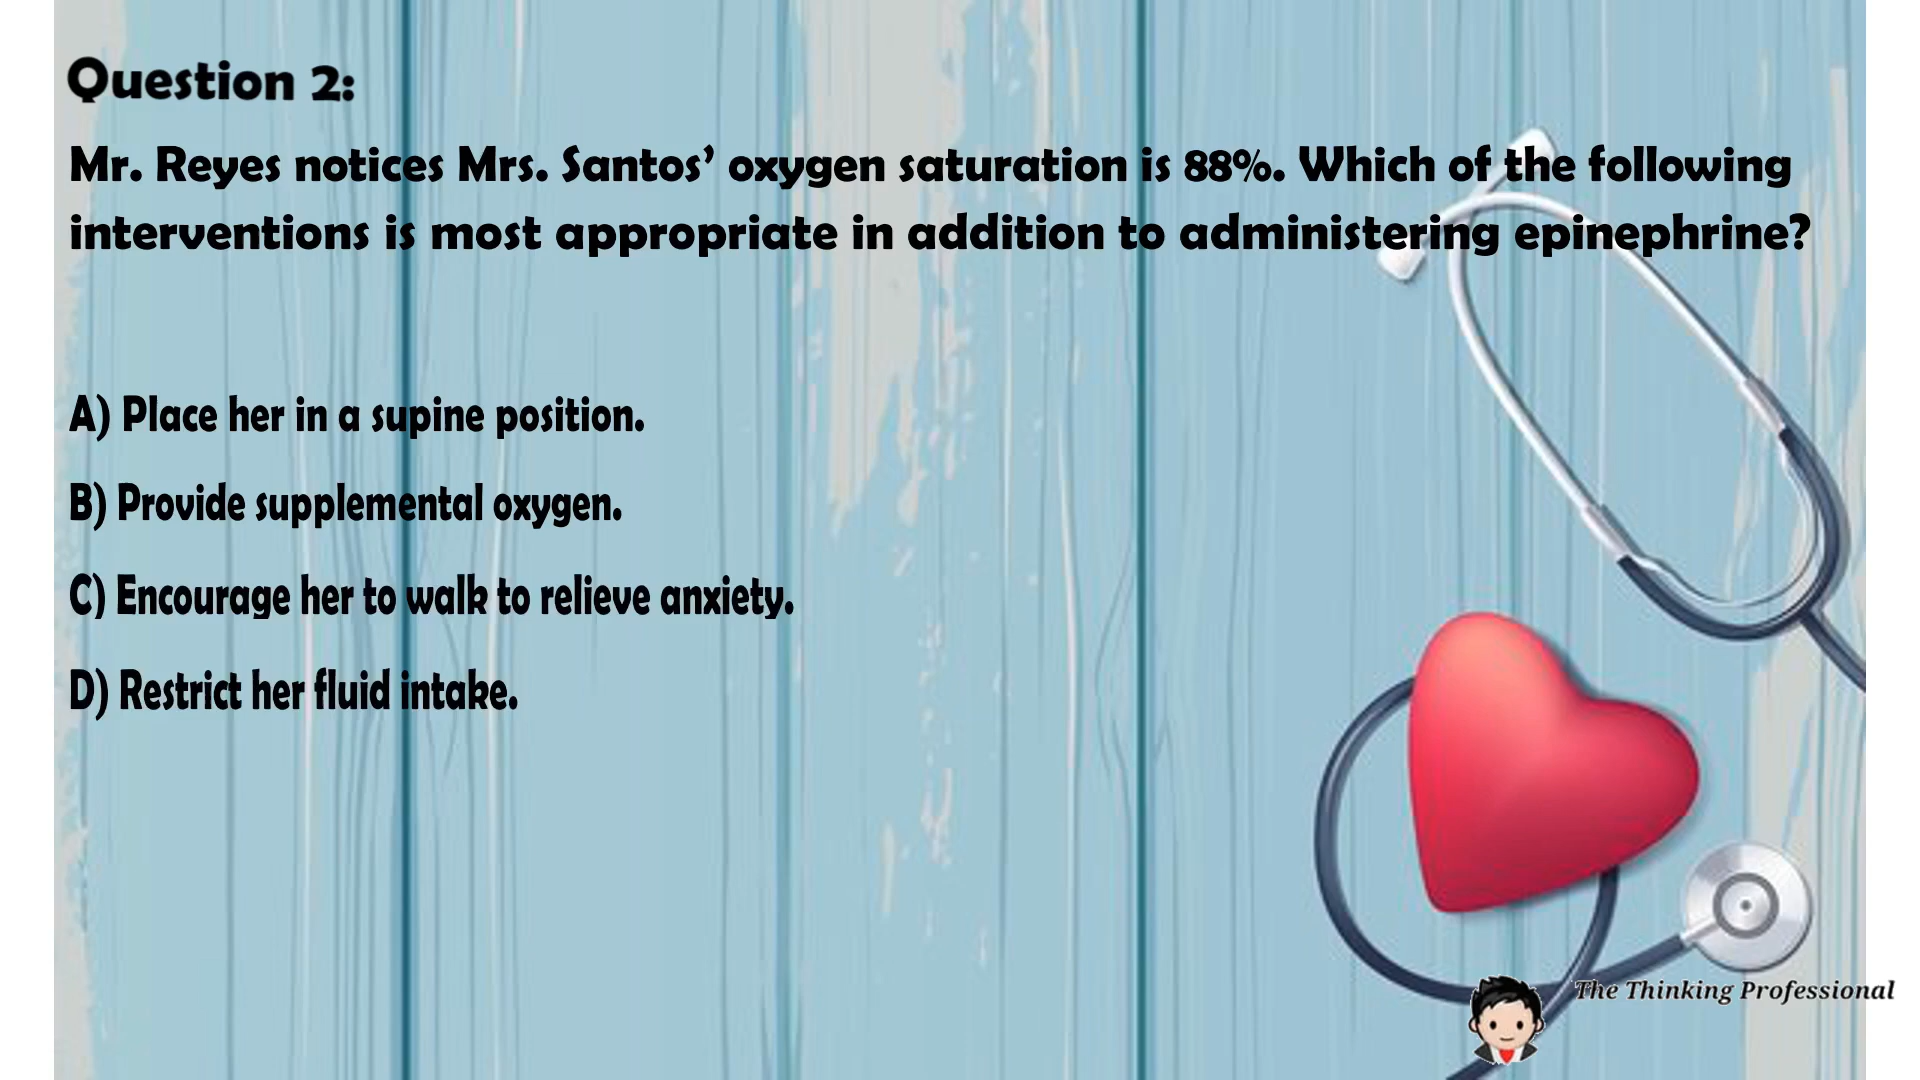 Question 2:
Mr. Reyes notices Mrs. Santos’ oxygen saturation is 88%. Which of the following
interventions is most appropriate in addition to administering epinephrine?
A) Place her in a supine position.
B) Provide supplemental oxygen.
C) Encourage her to walk to relieve anxiety.
D) Restrict her fluid intake.
The Thinking Professional